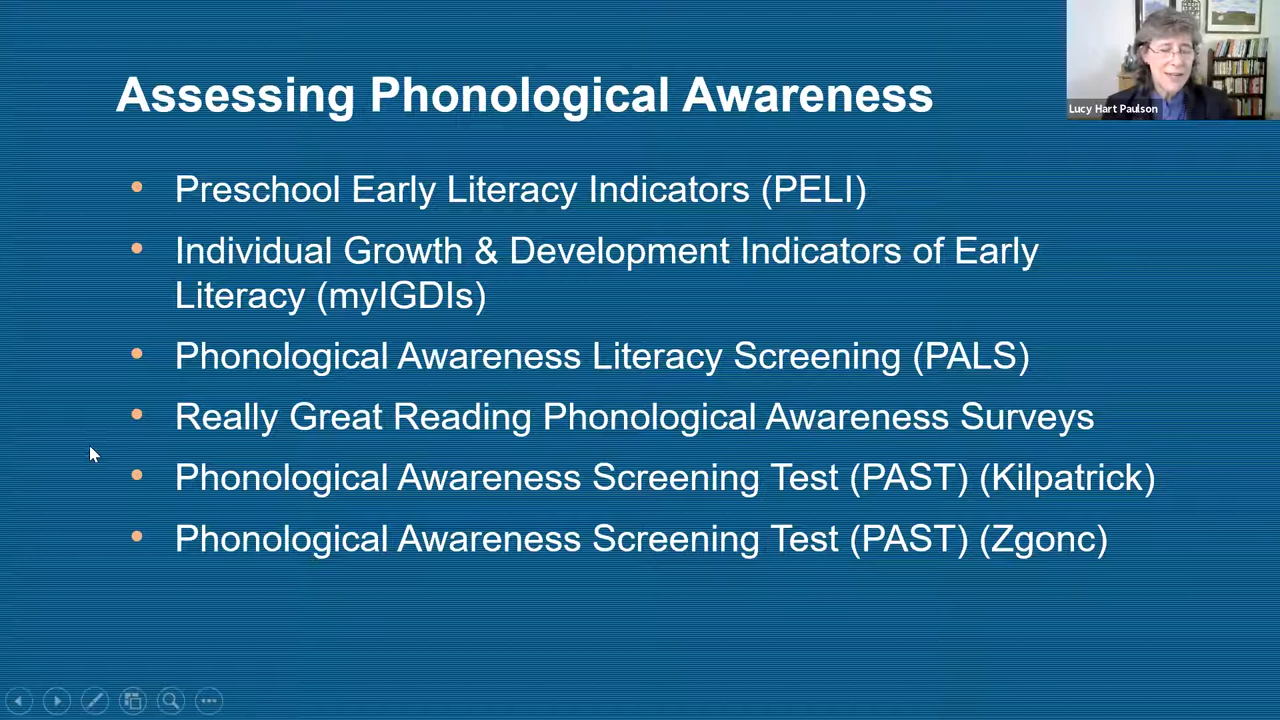 Lucy Hart Paulson
Assessing Phonological Awareness
• Preschool Early Literacy Indicators (PELI)
• Individual Growth & Development Indicators of Early
Literacy (myIGDIs)
• Phonological Awareness Literacy Screening (PALS)
• Really Great Reading Phonological Awareness Surveys
• Phonological Awareness Screening Test (PAST) (Kilpatrick)
• Phonological Awareness Screening Test (PAST) (Zgonc)